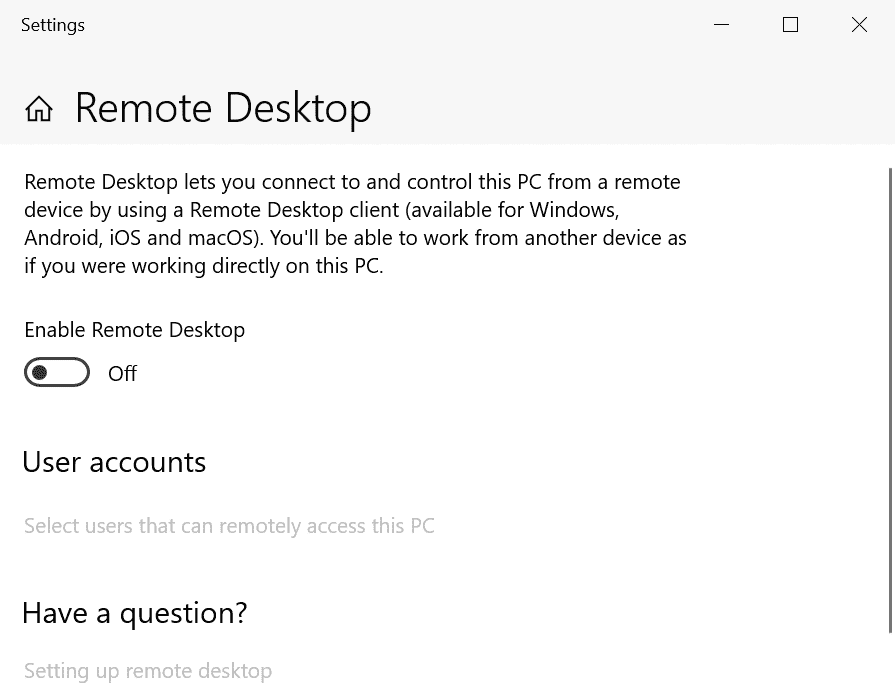 Settings
Remote Desktop
Remote Desktop lets you connect to and control this PC from a remote
device by using a Remote Desktop client (available for Windows,
Android, iOS and macOS). You'll be able to work from another device as
if you were working directly on this PC.
Enable Remote Desktop
Off
User accounts
Select users that can remotely access this PC
Have a question?
Setting up remote desktop